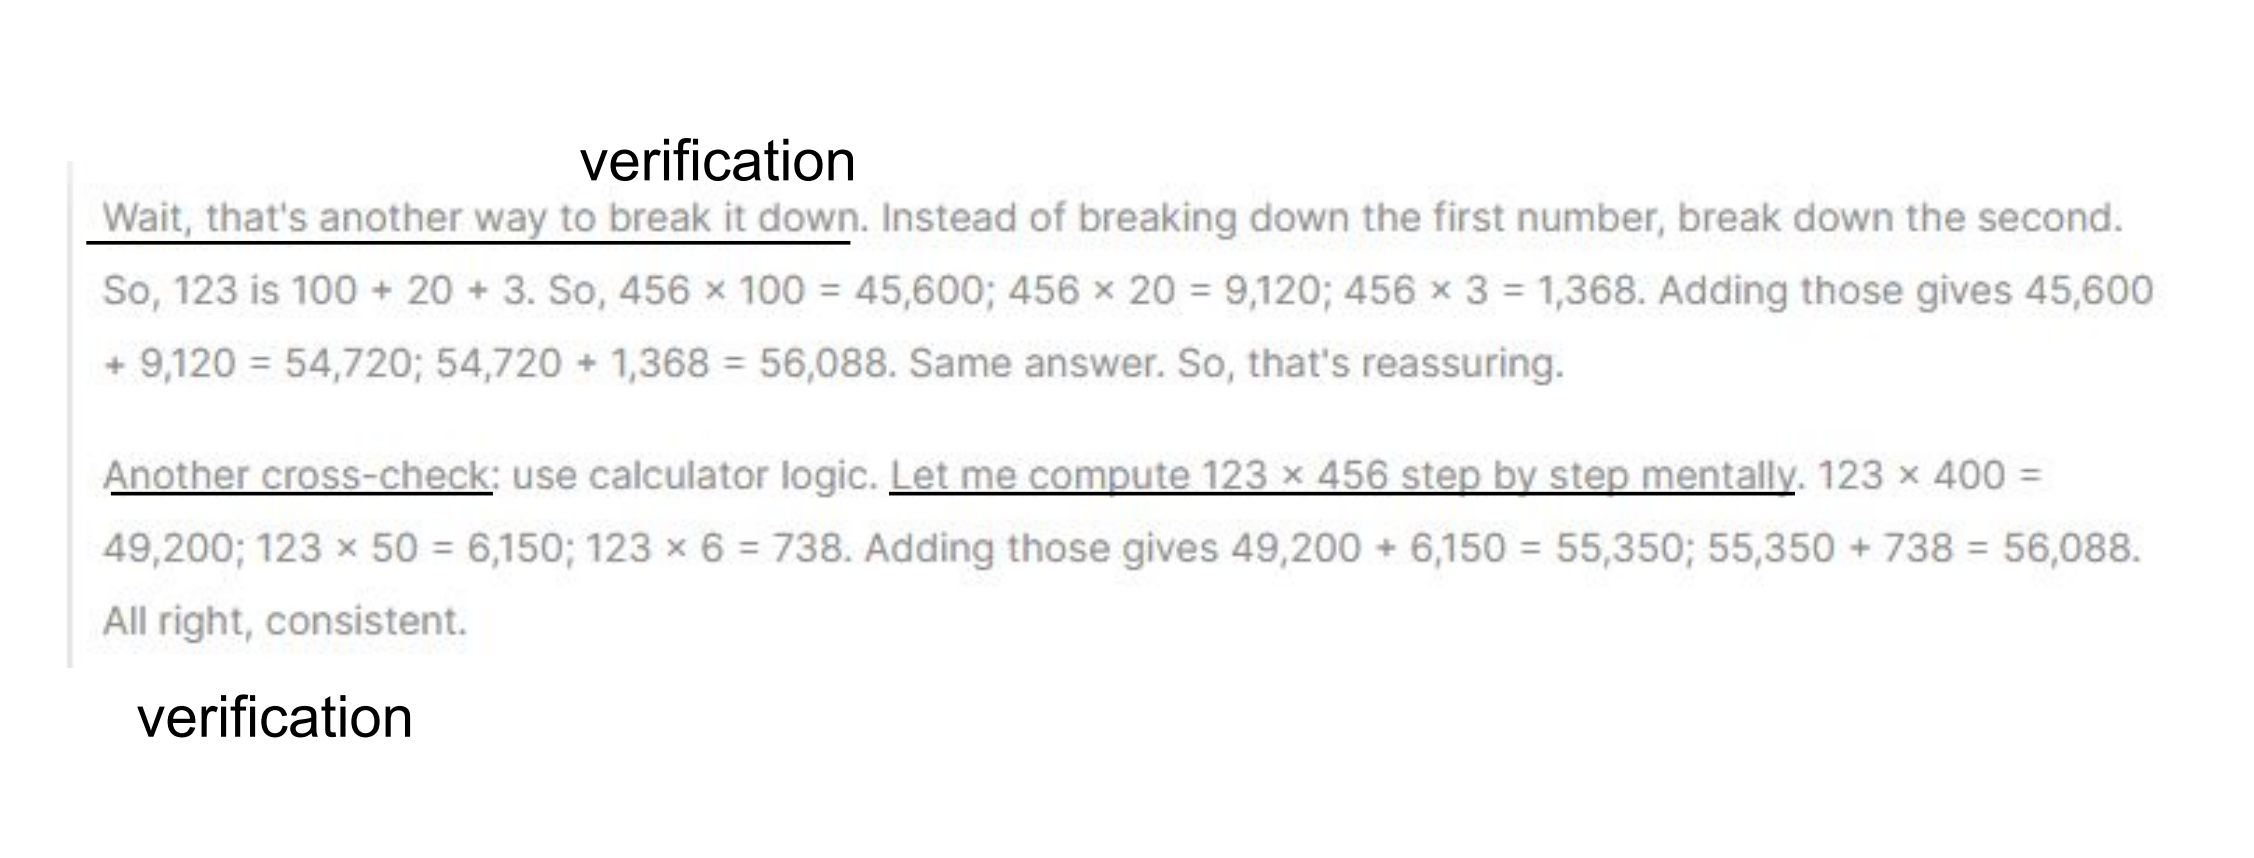 verification
Wait, that's another way to break it down. Instead of breaking down the first number, break down the second.
So, 123 is 100 + 20 + 3. So, 456 × 100 = 45,600; 456 × 20 = 9,120; 456 × 3 = 1,368. Adding those gives 45,600
+ 9,120 = 54,720; 54,720 + 1,368 = 56,088. Same answer. So, that's reassuring.
Another cross-check: use calculator logic. Let me compute 123 × 456 step by step mentally. 123 × 400 =
49,200; 123 × 50 = 6,150; 123 × 6 = 738. Adding those gives 49,200 + 6,150 = 55,350; 55,350 + 738 = 56,088.
All right, consistent.
verification